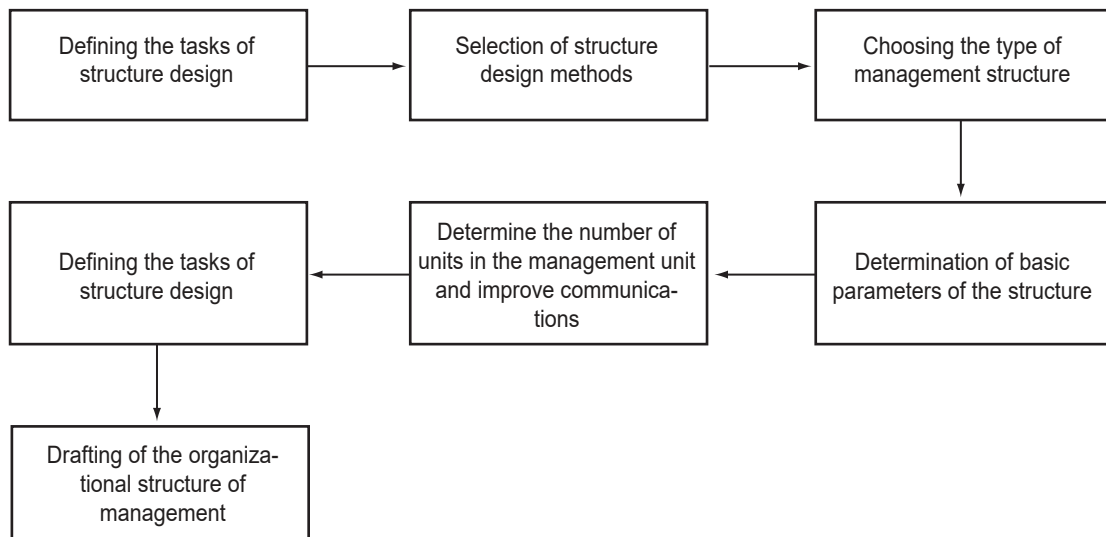 Defining the tasks of
structure design
Selection of structure
design methods
Choosing the type of
management structure
Defining the tasks of
structure design
Determine the number of
units in the management unit
and improve communica-
tions
Determination of basic
parameters of the structure
Drafting of the organiza-
tional structure of
management